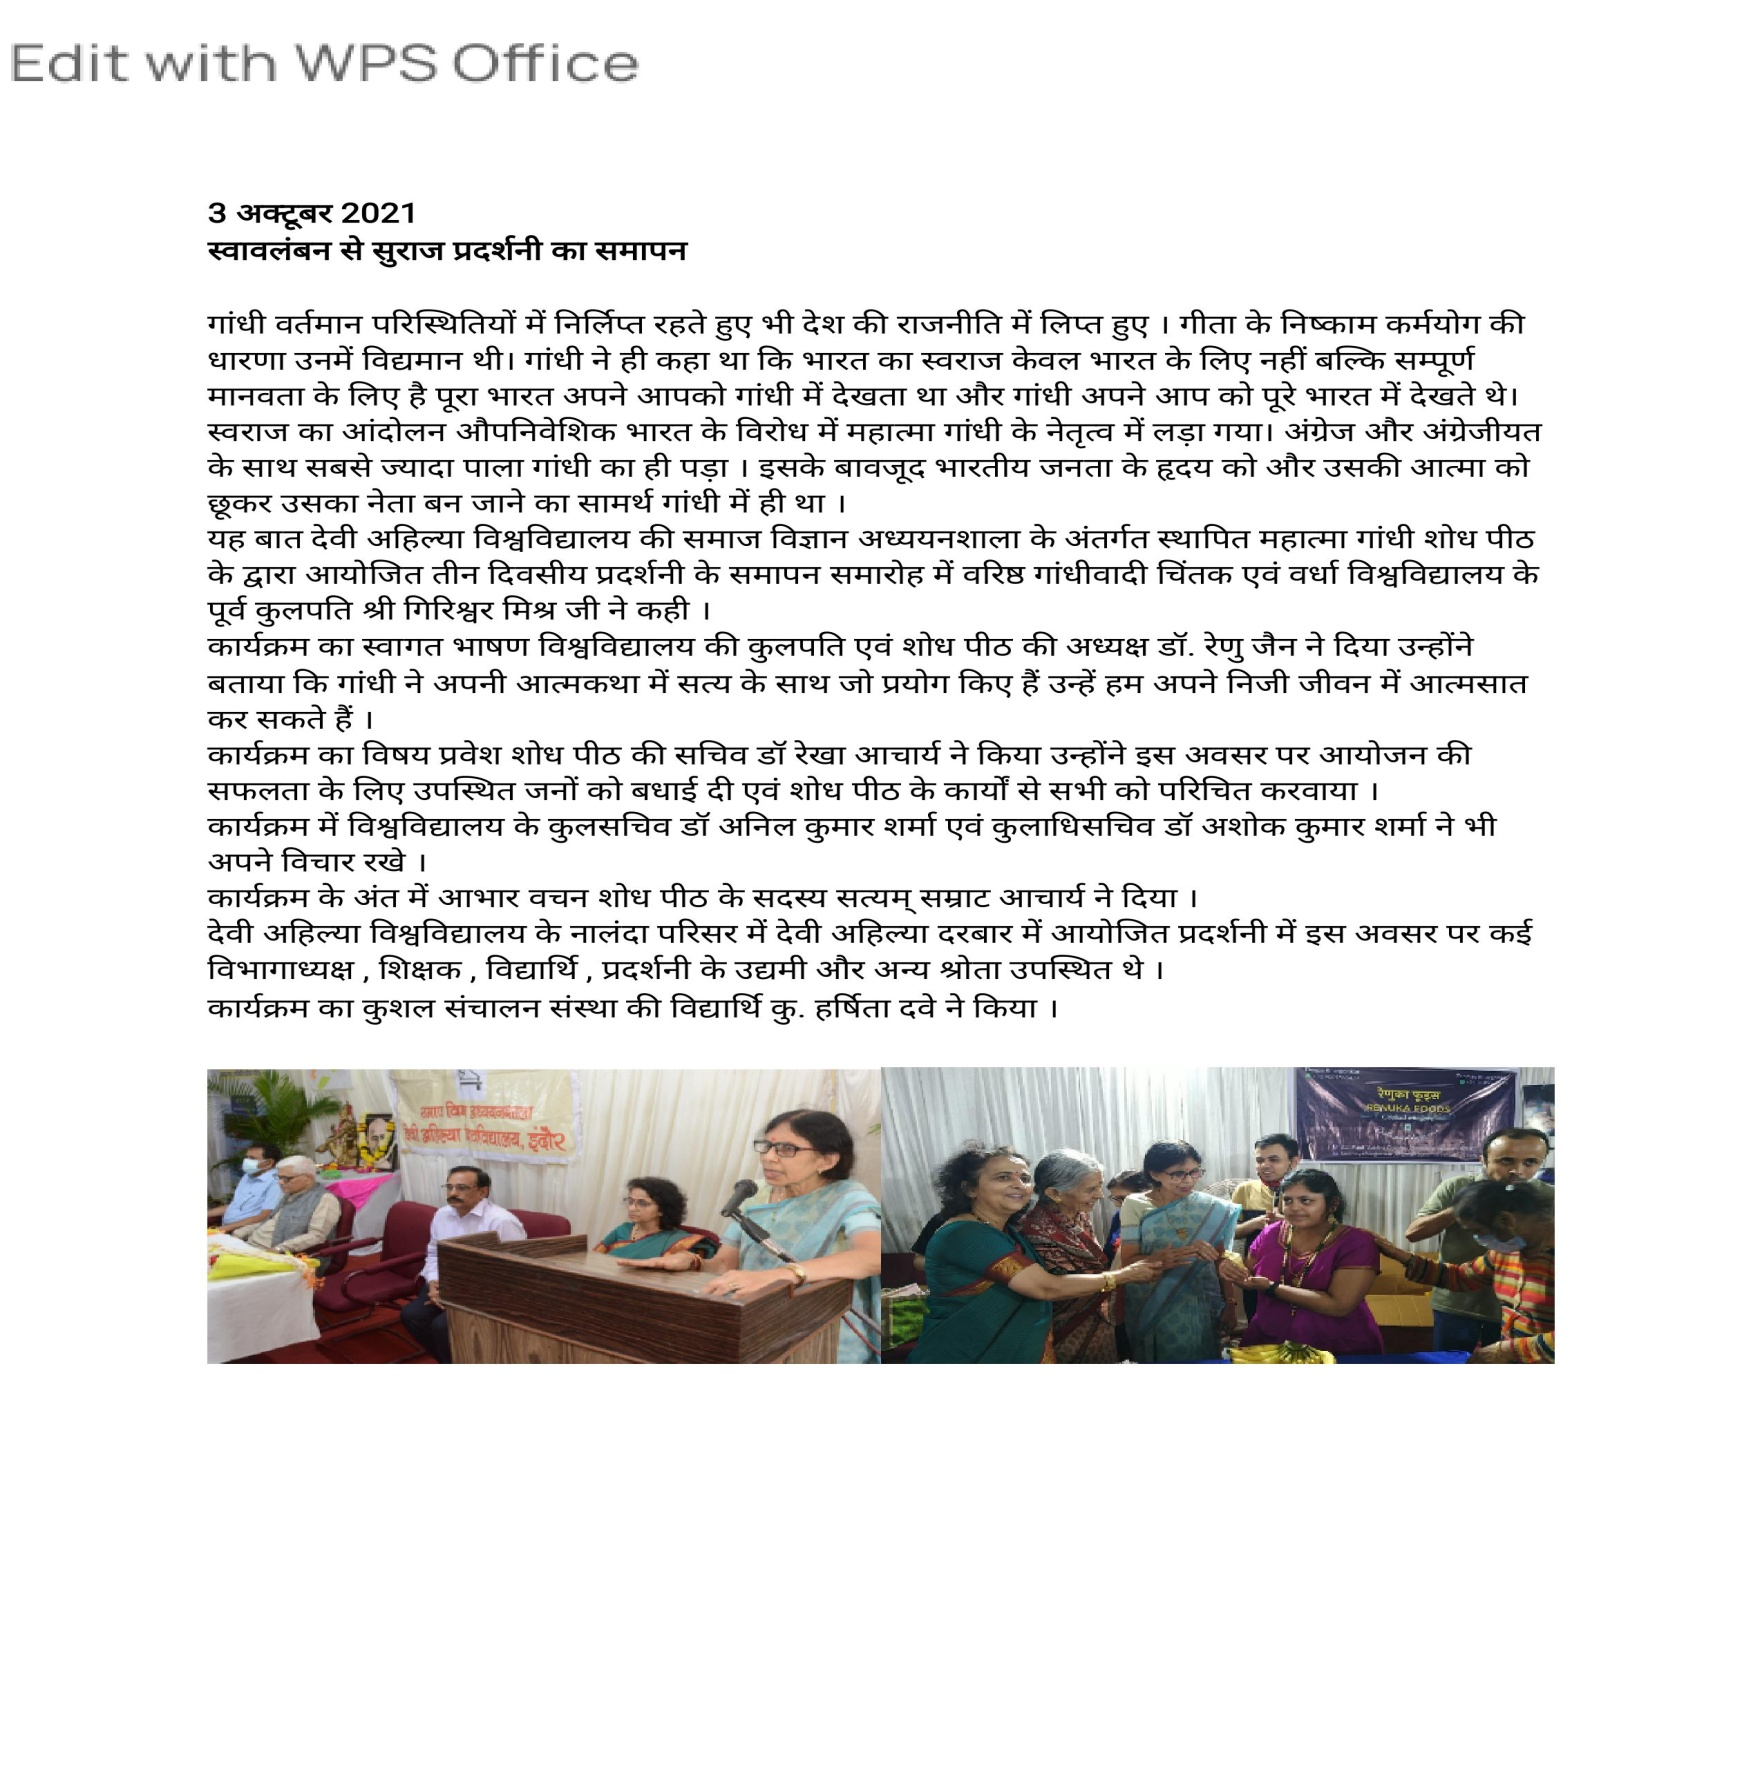 Edit with WPS Office
3 अक्टूबर 2021
स्वावलंबन से सुराज प्रदर्शनी का समापन
गांधी वर्तमान परिस्थितियों में निर्लिप्त रहते हुए भी देश की राजनीति में लिप्त हुए । गीता के निष्काम कर्मयोग की
धारणा उनमें विद्यमान थी। गांधी ने ही कहा था कि भारत का स्वराज केवल भारत के लिए नहीं बल्कि सम्पूर्ण
मानवता के लिए है पूरा भारत अपने आपको गांधी में देखता था और गांधी अपने आप को पूरे भारत में देखते थे।
स्वराज का आंदोलन औपनिवेशिक भारत के विरोध में महात्मा गांधी के नेतृत्व में लड़ा गया। अंग्रेज और अंग्रेजीयत
के साथ सबसे ज्यादा पाला गांधी का ही पड़ा । इसके बावजूद भारतीय जनता के हृदय को और उसकी आत्मा को
छूकर उसका नेता बन जाने का सामर्थ गांधी में ही था ।
यह बात देवी अहिल्या विश्वविद्यालय की समाज विज्ञान अध्ययनशाला के अंतर्गत स्थापित महात्मा गांधी शोध पीठ
के द्वारा आयोजित तीन दिवसीय प्रदर्शनी के समापन समारोह में वरिष्ठ गांधीवादी चिंतक एवं वर्धा विश्वविद्यालय के
पूर्व कुलपति श्री गिरिश्वर मिश्र जी ने कही ।
कार्यक्रम का स्वागत भाषण विश्वविद्यालय की कुलपति एवं शोध पीठ की अध्यक्ष डॉ. रेणु जैन ने दिया उन्होंने
बताया कि गांधी ने अपनी आत्मकथा में सत्य के साथ जो प्रयोग किए हैं उन्हें हम अपने निजी जीवन में आत्मसात
कर सकते हैं ।
कार्यक्रम का विषय प्रवेश शोध पीठ की सचिव डॉ रेखा आचार्य ने किया उन्होंने इस अवसर पर आयोजन की
सफलता के लिए उपस्थित जनों को बधाई दी एवं शोध पीठ के कार्यों से सभी को परिचित करवाया ।
कार्यक्रम में विश्वविद्यालय के कुलसचिव डॉ अनिल कुमार शर्मा एवं कुलाधिसचिव डॉ अशोक कुमार शर्मा ने भी
अपने विचार रखे ।
कार्यक्रम के अंत में आभार वचन शोध पीठ के सदस्य सत्यम् सम्राट आचार्य ने दिया ।
देवी अहिल्या विश्वविद्यालय के नालंदा परिसर में देवी अहिल्या दरबार में आयोजित प्रदर्शनी में इस अवसर पर कई
विभागाध्यक्ष , शिक्षक , विद्यार्थि , प्रदर्शनी के उद्यमी और अन्य श्रोता उपस्थित थे ।
कार्यक्रम का कुशल संचालन संस्था की विद्यार्थि कु. हर्षिता दवे ने किया ।
अहिल्या विश्वविद्यालय, इंदौर
रेणुका फूड्स
RENUKA FOODS